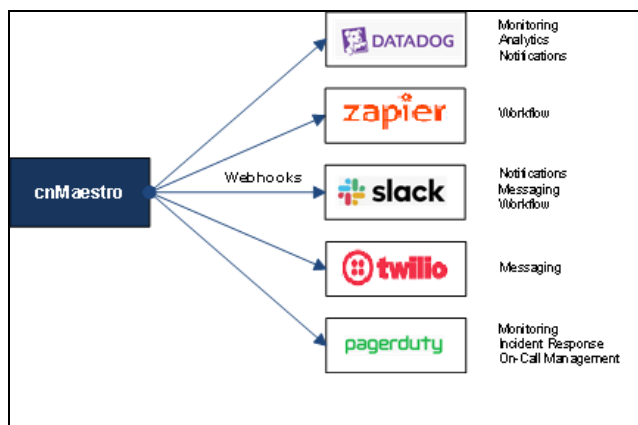 DATADOG
Monitoring
Analytics
Notifications
zapier
Workflow
cnMaestro
Webhooks
slack
Notifications
Messaging
Workflow
twilio
Messaging
pagerduty
Monitoring
Incident Response
On-Call Management